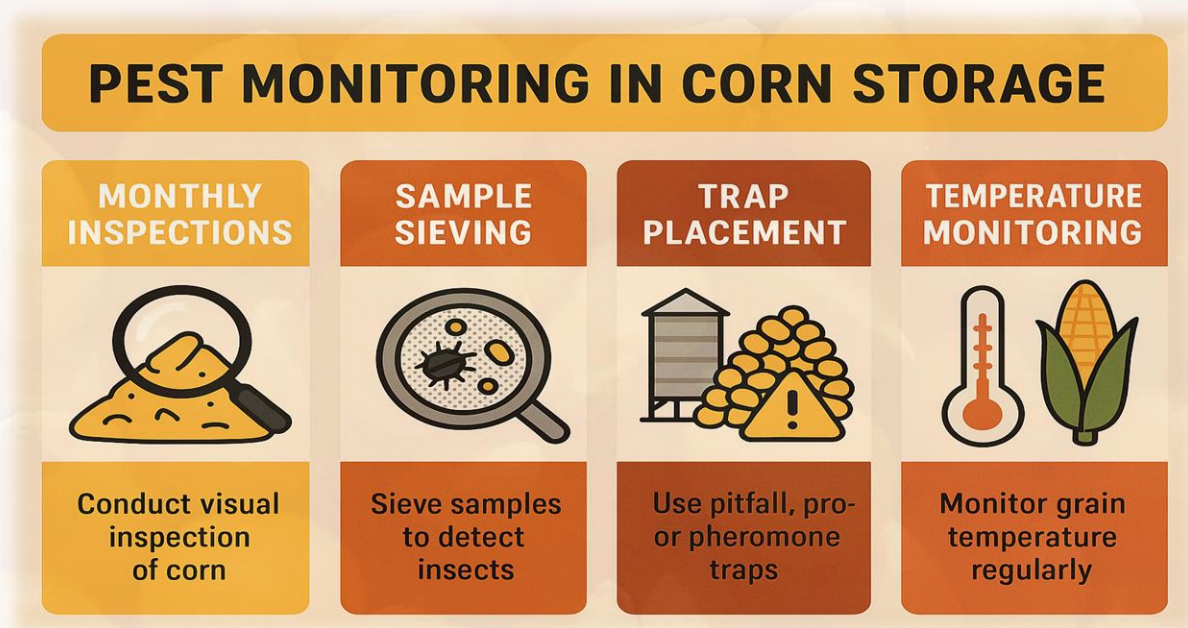 PEST MONITORING IN CORN STORAGE
MONTHLY
INSPECTIONS
Conduct visual
inspection
of corn
SAMPLE
SIEVING
Sieve samples
to detect
insects
TRAP
PLACEMENT
Use pitfall, pro-
or pheromone
traps
TEMPERATURE
MONITORING
Monitor grain
temperature
regularly